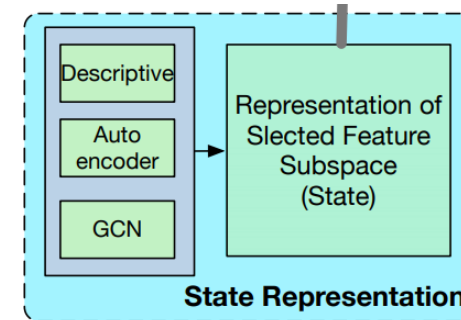 Descriptive
Auto
encoder
GCN
Representation of
Slected Feature
Subspace
(State)
State Representation